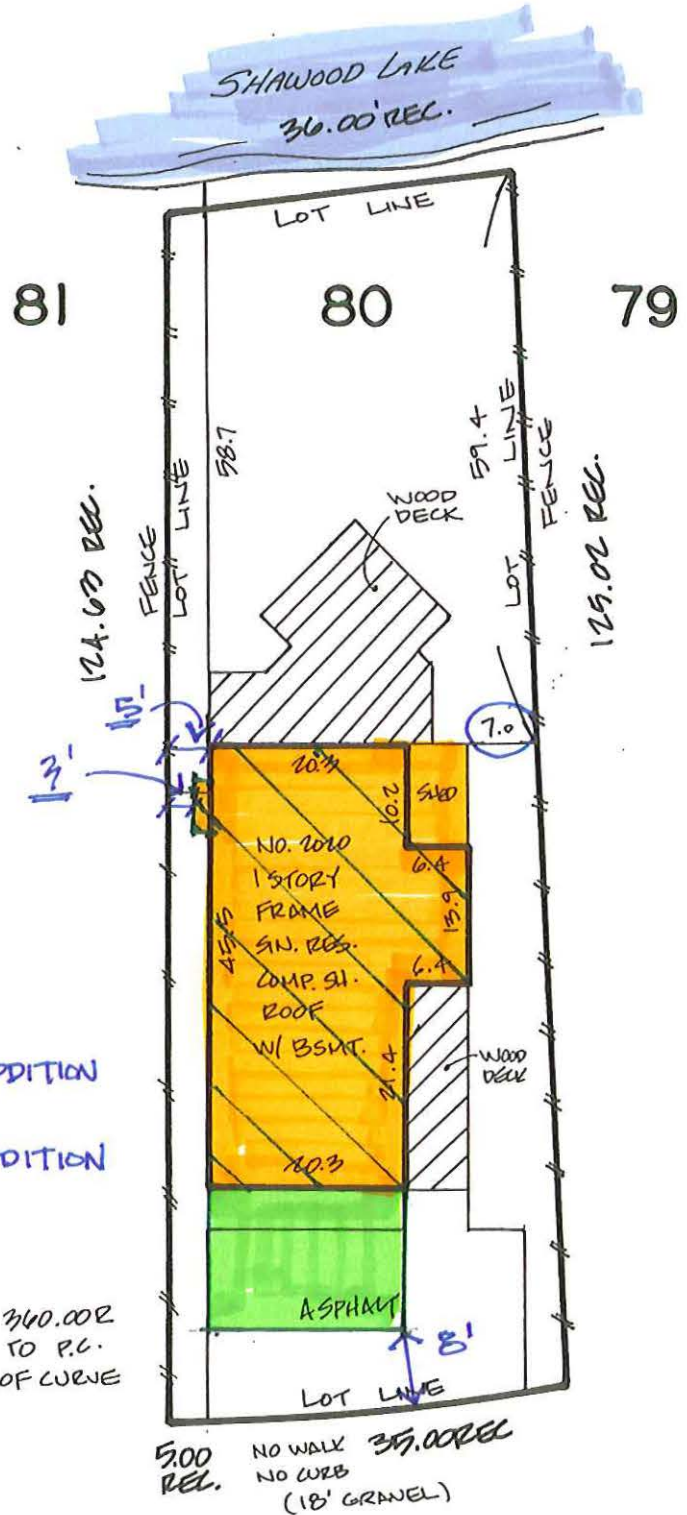 SHAWOOD LAKE
36.00' REC.
LOT LINE
81
80
79
58.7
59.4
LOT LINE
FENCE
WOOD
DECK
124.63 REC.
FENCE
LOT LINE
125.02 REC.
5'
7.0
3'
20.3
10.2
SHED
NO. 2020
1 STORY
FRAME
SN. RES.
COMP. SH.
ROOF
W/ BSMT.
6.4
13.9
6.4
45.5
21.4
WOOD
DECK
DDITION
DITION
20.3
ASPHALT
360.00R
TO P.C.
OF CURVE
8'
LOT LINE
5.00
REC.
NO WALK
NO CURB
(18' GRAVEL)
35.00 REC